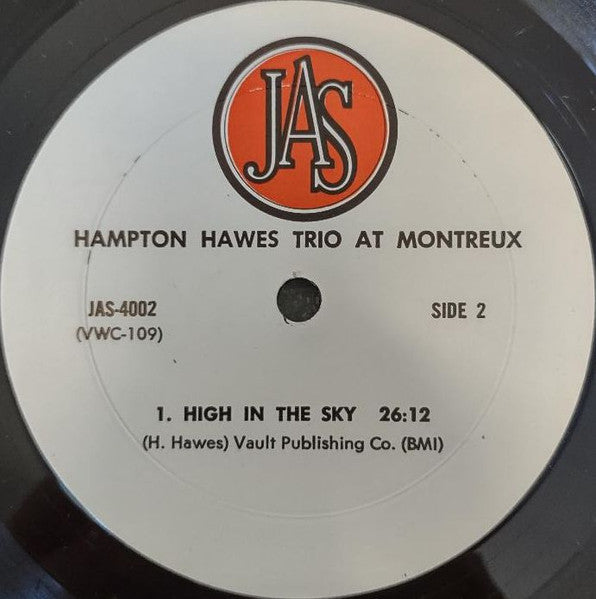 JAS
HAMPTON HAWES TRIO AT MONTREUX
JAS-4002 SIDE 2
(VWC-109)
1. HIGH IN THE SKY 26:12
(H. Hawes) Vault Publishing Co. (BMI)